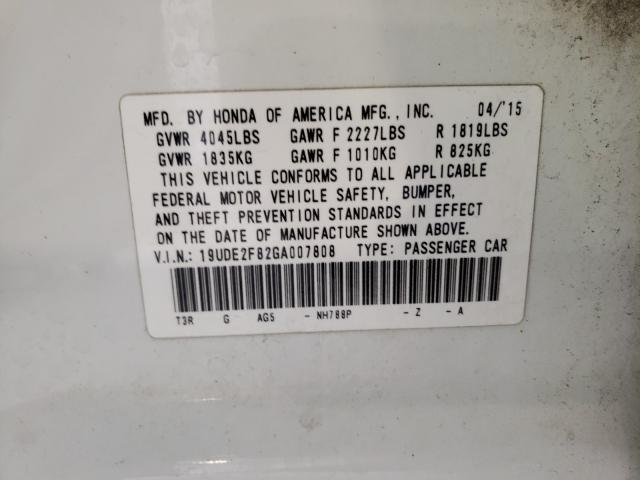 MFD. BY HONDA OF AMERICA MFG., INC. 04/'15
GVWR 4045LBS GAWR F 2227LBS R 1819LBS
GVWR 1835KG GAWR F 1010KG R 825KG
THIS VEHICLE CONFORMS TO ALL APPLICABLE
FEDERAL MOTOR VEHICLE SAFETY, BUMPER,
AND THEFT PREVENTION STANDARDS IN EFFECT
ON THE DATE OF MANUFACTURE SHOWN ABOVE.
V.I.N.: 19UDE2F82GA007808 TYPE: PASSENGER CAR
T3R G AG5 - NH788P - Z - A